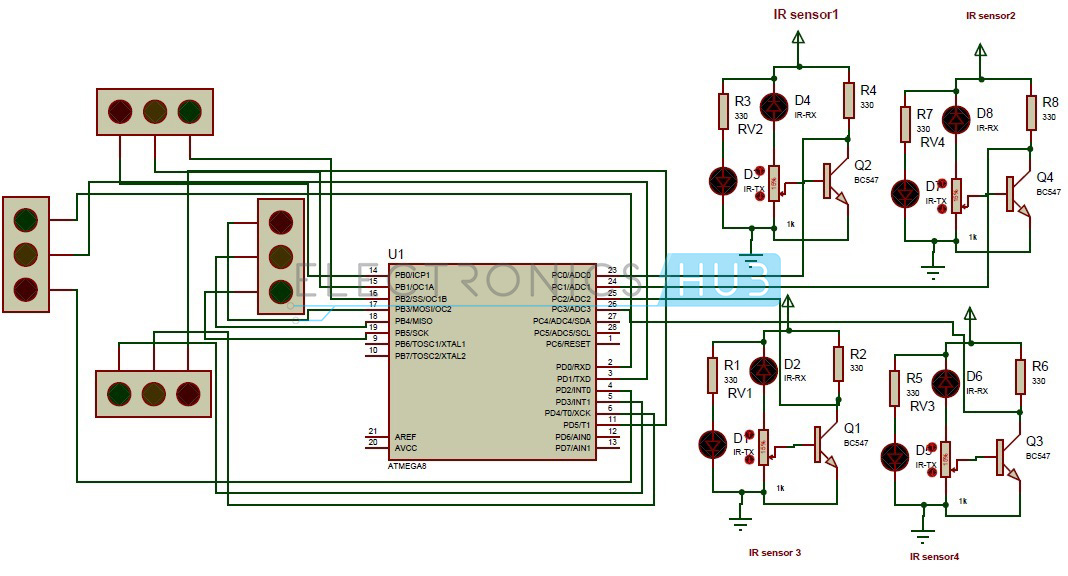 IR sensor1
IR sensor2
R3
330
RV2
D4
IR-RX
R4
330
D3
IR-TX
15%
1k
Q2
BC547
R7
330
RV4
D8
IR-RX
R8
330
D7
IR-TX
15%
1k
Q4
BC547
U1
ELECTRONICS HUB
14 PB0/ICP1 PC0/ADC0 23
15 PB1/OC1A PC1/ADC1 24
16 PB2/SS/OC1B PC2/ADC2 25
17 PB3/MOSI/OC2 PC3/ADC3 26
18 PB4/MISO PC4/ADC4/SDA 27
19 PB5/SCK PC5/ADC5/SCL 28
9 PB6/TOSC1/XTAL1 PC6/RESET 1
10 PB7/TOSC2/XTAL2
PD0/RXD 2
PD1/TXD 3
PD2/INT0 4
PD3/INT1 5
PD4/T0/XCK 6
PD5/T1 11
21 AREF PD6/AIN0 12
20 AVCC PD7/AIN1 13
ATMEGA8
R1
330
RV1
D2
IR-RX
R2
330
D1
IR-TX
15%
1k
Q1
BC547
R5
330
RV3
D6
IR-RX
R6
330
D5
IR-TX
15%
1k
Q3
BC547
IR sensor 3
IR sensor4